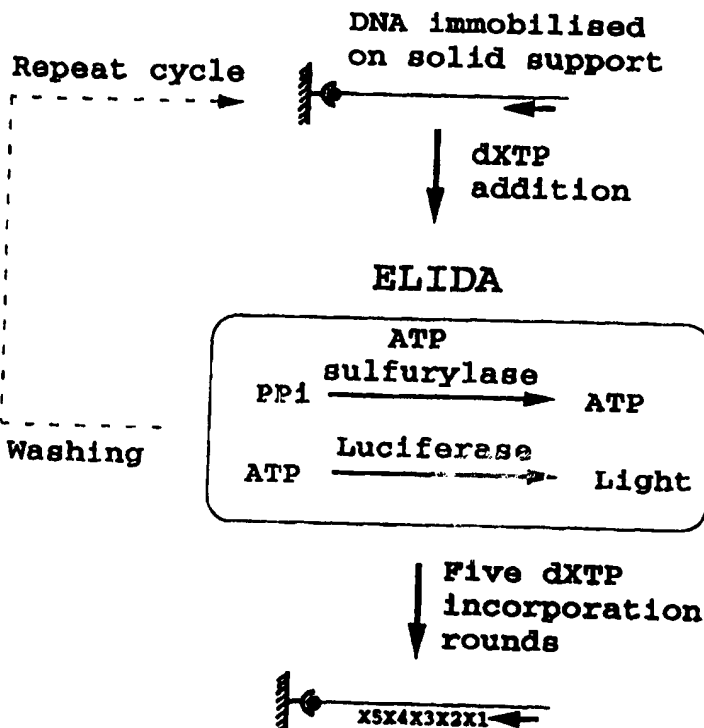 DNA immobilised
on solid support
Repeat cycle
dXTP
addition
ELIDA
ATP
sulfurylase
PPi
ATP
Washing
Luciferase
ATP
Light
Five dXTP
incorporation
rounds
X5X4X3X2X1